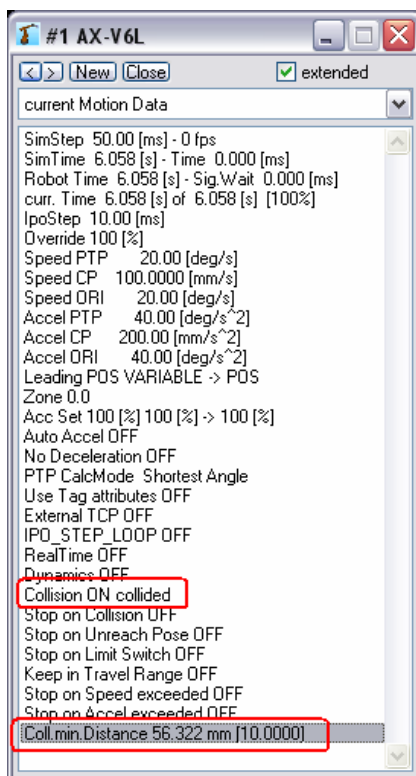 #1 AX-V6L
< > New Close extended
current Motion Data
SimStep 50.00 [ms] - 0 fps
SimTime 6.058 [s] - Time 0.000 [ms]
Robot Time 6.058 [s] - Sig.Wait 0.000 [ms]
curr. Time 6.058 [s] of 6.058 [s] [100%]
IpoStep 10.00 [ms]
Override 100 [%]
Speed PTP 20.00 [deg/s]
Speed CP 100.0000 [mm/s]
Speed ORI 20.00 [deg/s]
Accel PTP 40.00 [deg/s^2]
Accel CP 200.00 [mm/s^2]
Accel ORI 40.00 [deg/s^2]
Leading POS VARIABLE -> POS
Zone 0.0
Acc Set 100 [%] 100 [%] -> 100 [%]
Auto Accel OFF
No Deceleration OFF
PTP CalcMode Shortest Angle
Use Tag attributes OFF
External TCP OFF
IPO_STEP_LOOP OFF
RealTime OFF
Dynamics OFF
Collision ON collided
Stop on Collision OFF
Stop on Unreach Pose OFF
Stop on Limit Switch OFF
Keep in Travel Range OFF
Stop on Speed exceeded OFF
Stop on Accel exceeded OFF
Coll.min.Distance 56.322 mm [10.0000]